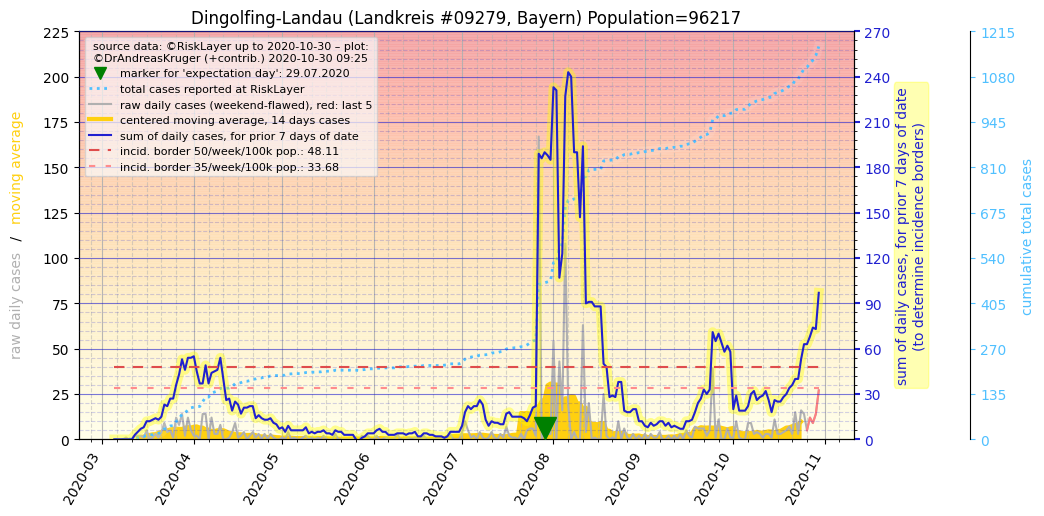 Dingolfing-Landau (Landkreis #09279, Bayern) Population=96217
source data: ©RiskLayer up to 2020-10-30 – plot:
©DrAndreasKruger (+contrib.) 2020-10-30 09:25
marker for 'expectation day': 29.07.2020
total cases reported at RiskLayer
raw daily cases (weekend-flawed), red: last 5
centered moving average, 14 days cases
sum of daily cases, for prior 7 days of date
incid. border 50/week/100k pop.: 48.11
incid. border 35/week/100k pop.: 33.68
raw daily cases / moving average
225
200
175
150
125
100
75
50
25
0
2020-03
2020-04
2020-05
2020-06
2020-07
2020-08
2020-09
2020-10
2020-11
270
240
210
180
150
120
90
60
30
0
sum of daily cases, for prior 7 days of date
(to determine incidence borders)
1215
1080
945
810
675
540
405
270
135
0
cumulative total cases